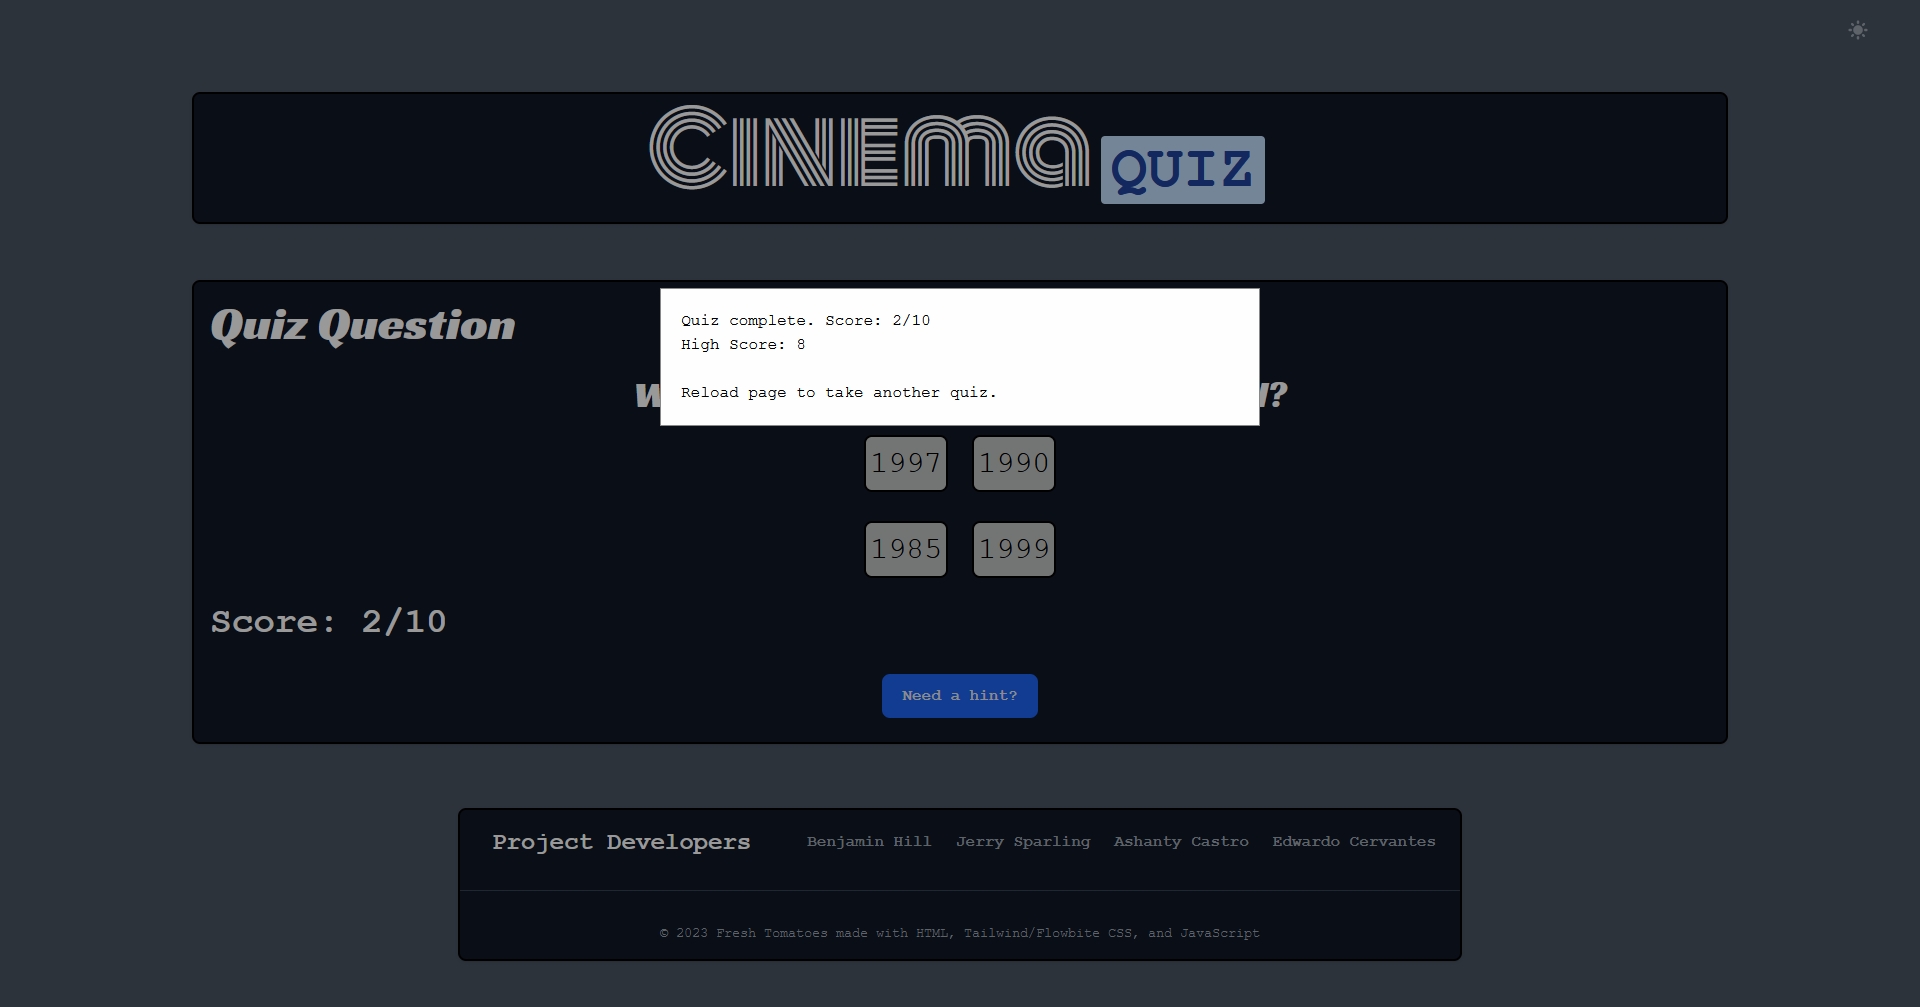 Cinema QUIZ
Quiz Question
Quiz complete. Score: 2/10
High Score: 8
Reload page to take another quiz.
1997 1990
1985 1999
Score: 2/10
Need a hint?
Project Developers Benjamin Hill Jerry Sparling Ashanty Castro Edwardo Cervantes
© 2023 Fresh Tomatoes made with HTML, Tailwind/Flowbite CSS, and JavaScript